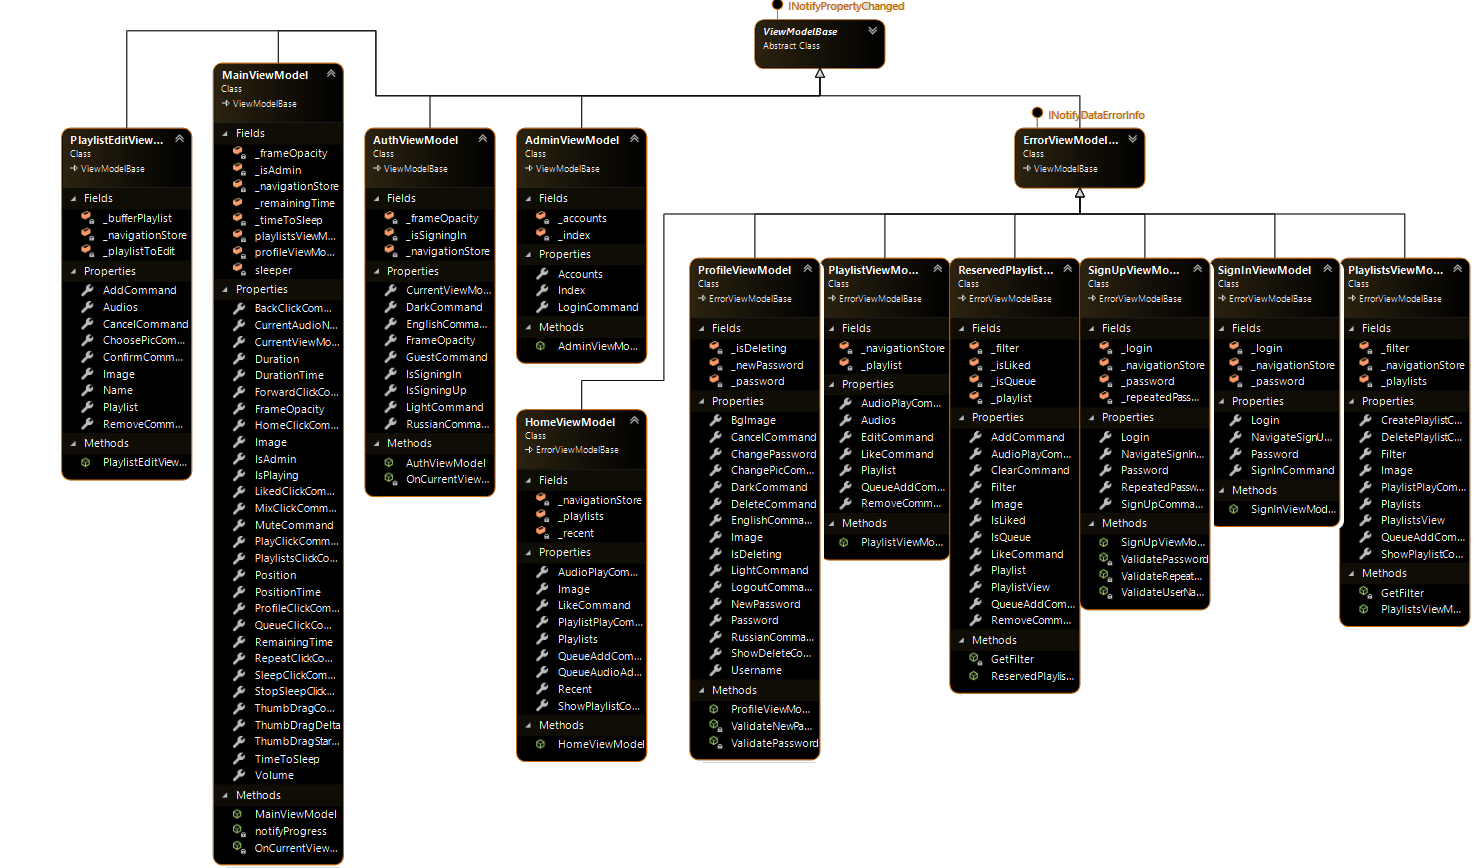 INotifyPropertyChanged
ViewModelBase
Abstract Class
INotifyDataErrorInfo
ErrorViewModel...
Class
ViewModelBase
PlaylistEditView...
Class
ViewModelBase
Fields
_bufferPlaylist
_navigationStore
_playlistToEdit
Properties
AddCommand
Audios
CancelCommand
ChoosePicCom...
ConfirmComm...
Image
Name
Playlist
RemoveComm...
Methods
PlaylistEditView...
MainViewModel
Class
ViewModelBase
Fields
_frameOpacity
_isAdmin
_navigationStore
_remainingTime
_timeToSleep
playlistsViewM...
profileViewMo...
sleeper
Properties
BackClickCom...
CurrentAudioN...
CurrentViewMo...
Duration
DurationTime
ForwardClickCo...
FrameOpacity
HomeClickCom...
Image
IsAdmin
IsPlaying
LikedClickCom...
MixClickComm...
MuteCommand
PlayClickComm...
PlaylistsClickCo...
Position
PositionTime
ProfileClickCom...
QueueClickCo...
RemainingTime
RepeatClickCo...
SleepClickCom...
StopSleepClick...
ThumbDragCo...
ThumbDragDelta
ThumbDragStar...
TimeToSleep
Volume
Methods
MainViewModel
notifyProgress
OnCurrentView...
AuthViewModel
Class
ViewModelBase
Fields
_frameOpacity
_isSigningIn
_navigationStore
Properties
CurrentViewMo...
DarkCommand
EnglishComma...
FrameOpacity
GuestCommand
IsSigningIn
IsSigningUp
LightCommand
RussianComma...
Methods
AuthViewModel
OnCurrentView...
AdminViewModel
Class
ViewModelBase
Fields
_accounts
_index
Properties
Accounts
Index
LoginCommand
Methods
AdminViewMo...
HomeViewModel
Class
ErrorViewModelBase
Fields
_navigationStore
_playlists
_recent
Properties
AudioPlayCom...
Image
LikeCommand
PlaylistPlayCom...
Playlists
QueueAddCom...
QueueAudioAd...
Recent
ShowPlaylistCo...
Methods
HomeViewModel
ProfileViewModel
Class
ErrorViewModelBase
Fields
_isDeleting
_newPassword
_password
Properties
BgImage
CancelCommand
ChangePassword
ChangePicCom...
DarkCommand
DeleteCommand
EnglishComma...
Image
IsDeleting
LightCommand
LogoutComma...
NewPassword
Password
RussianComma...
ShowDeleteCo...
Username
Methods
ProfileViewMo...
ValidateNewPa...
ValidatePassword
PlaylistViewMo...
Class
ErrorViewModelBase
Fields
_navigationStore
_playlist
Properties
AudioPlayCom...
Audios
EditCommand
LikeCommand
Playlist
QueueAddCom...
RemoveComm...
Methods
PlaylistViewMo...
ReservedPlaylist...
Class
ErrorViewModelBase
Fields
_filter
_isLiked
_isQueue
_playlist
Properties
AddCommand
AudioPlayCom...
ClearCommand
Filter
Image
IsLiked
IsQueue
LikeCommand
Playlist
PlaylistView
QueueAddCom...
RemoveComm...
Methods
GetFilter
ReservedPlaylis...
SignUpViewMo...
Class
ErrorViewModelBase
Fields
_login
_navigationStore
_password
_repeatedPass...
Properties
Login
NavigateSignIn...
Password
RepeatedPassw...
SignUpComma...
Methods
SignUpViewMo...
ValidatePassword
ValidateRepeat...
ValidateUserNa...
SignInViewModel
Class
ErrorViewModelBase
Fields
_login
_navigationStore
_password
Properties
Login
NavigateSignU...
Password
SignInCommand
Methods
SignInViewMod...
PlaylistsViewMo...
Class
ErrorViewModelBase
Fields
_filter
_navigationStore
_playlists
Properties
CreatePlaylistC...
DeletePlaylistC...
Filter
Image
PlaylistPlayCom...
Playlists
PlaylistsView
QueueAddCom...
ShowPlaylistCo...
Methods
GetFilter
PlaylistsViewM...